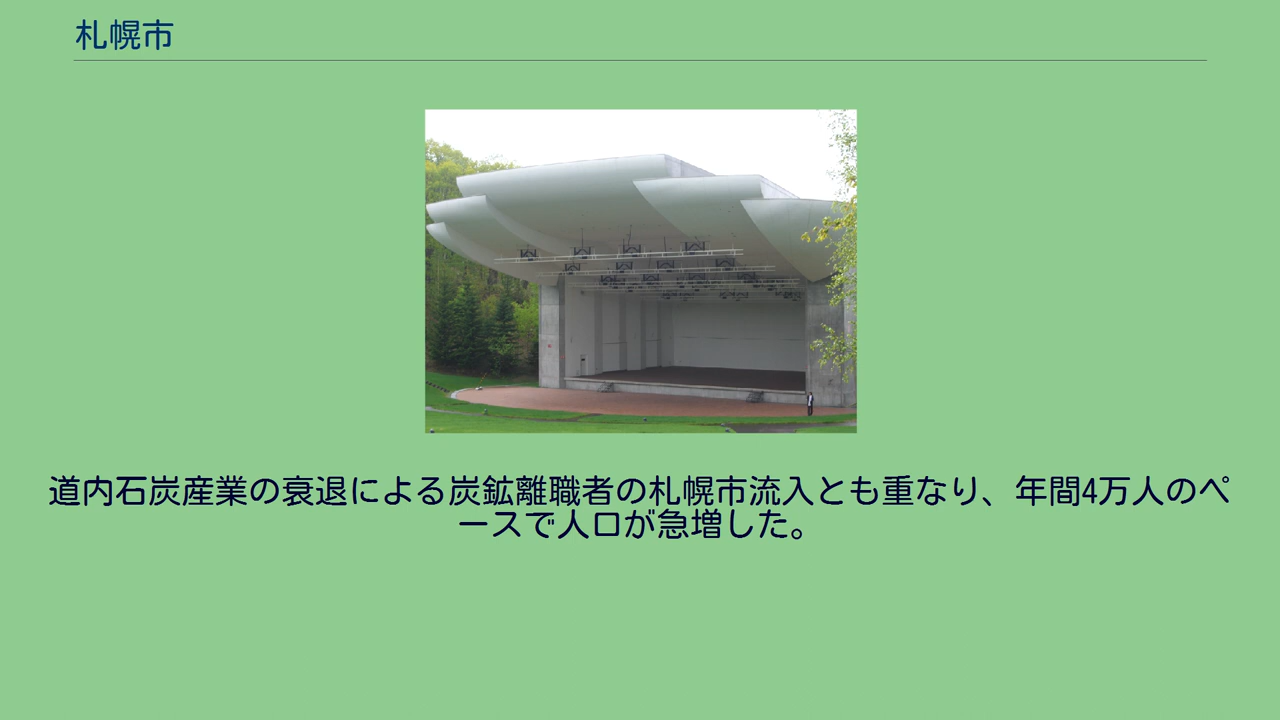 札幌市
道内石炭産業の衰退による炭鉱離職者の札幌市流入とも重なり、年間4万人のペ
ースで人口が急増した。